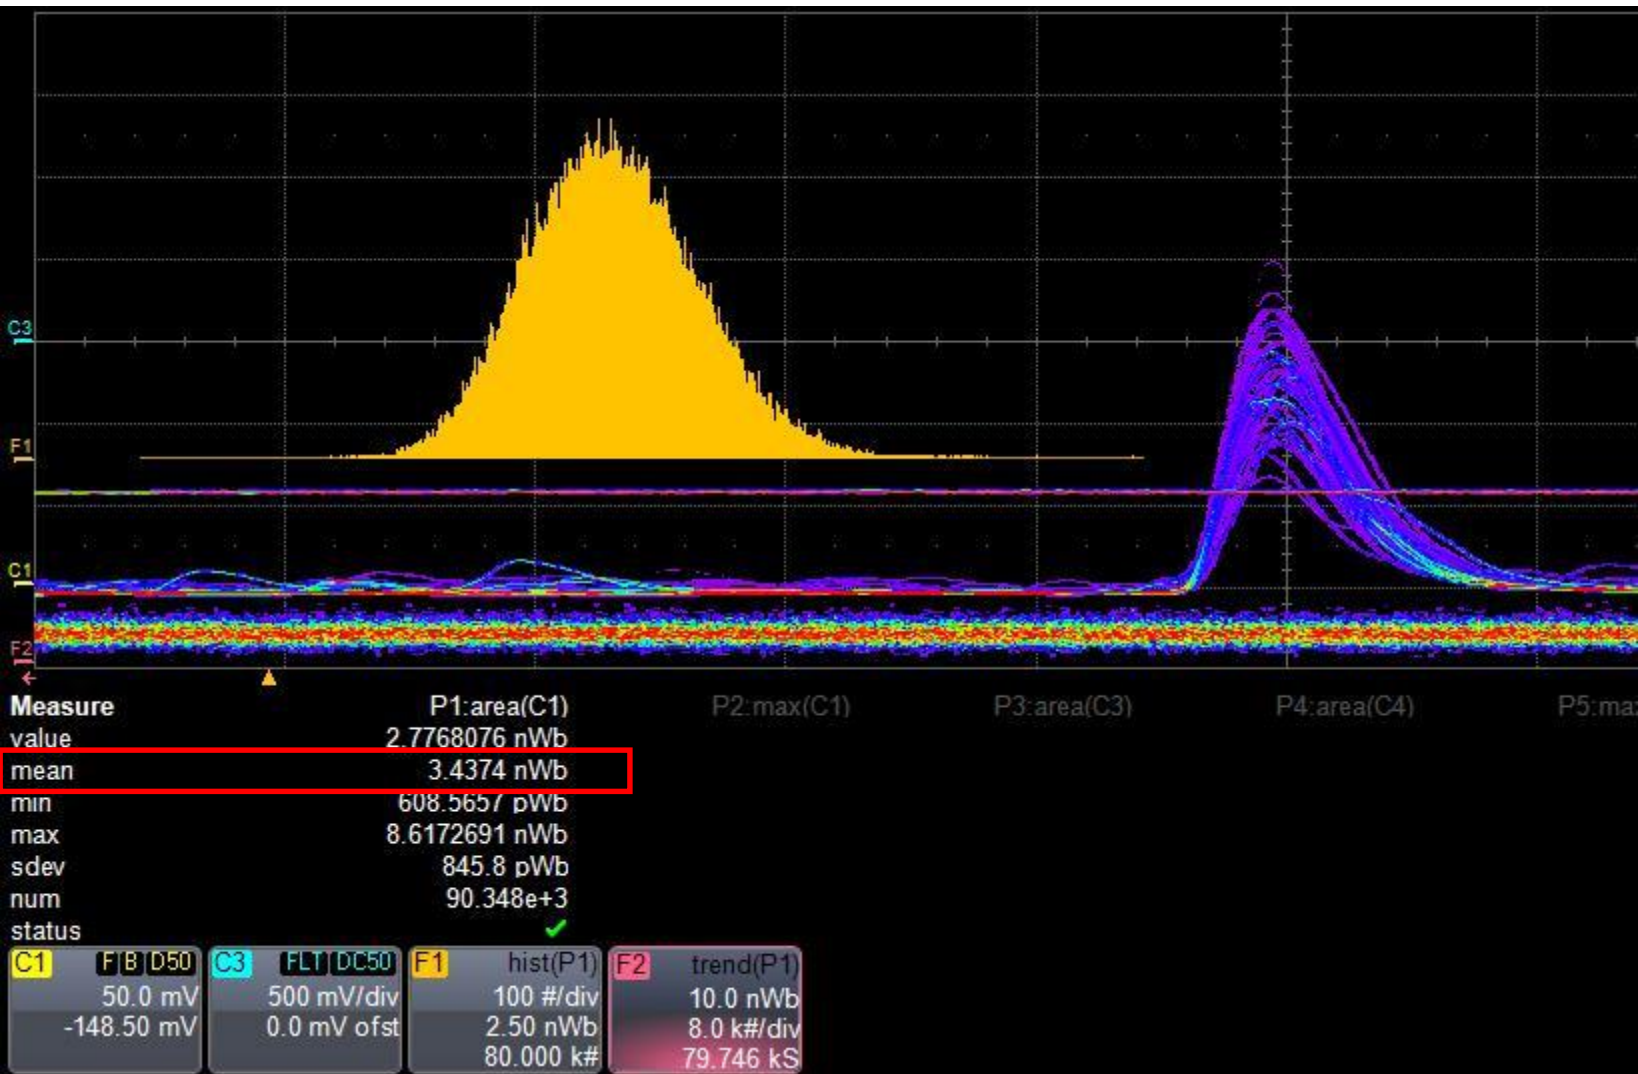 C3
F1
C1
F2
Measure P1:area(C1) P2:max(C1) P3:area(C3) P4:area(C4) P5:ma
value 2.7768076 nWb
mean 3.4374 nWb
min 608.5657 pWb
max 8.6172691 nWb
sdev 845.8 pWb
num 90.348e+3
status
C1 F B D50 C3 FLT DC50 F1 hist(P1) F2 trend(P1)
50.0 mV 500 mV/div 100 #/div 10.0 nWb
-148.50 mV 0.0 mV ofst 2.50 nWb 8.0 k#/div
80.000 k# 79.746 kS